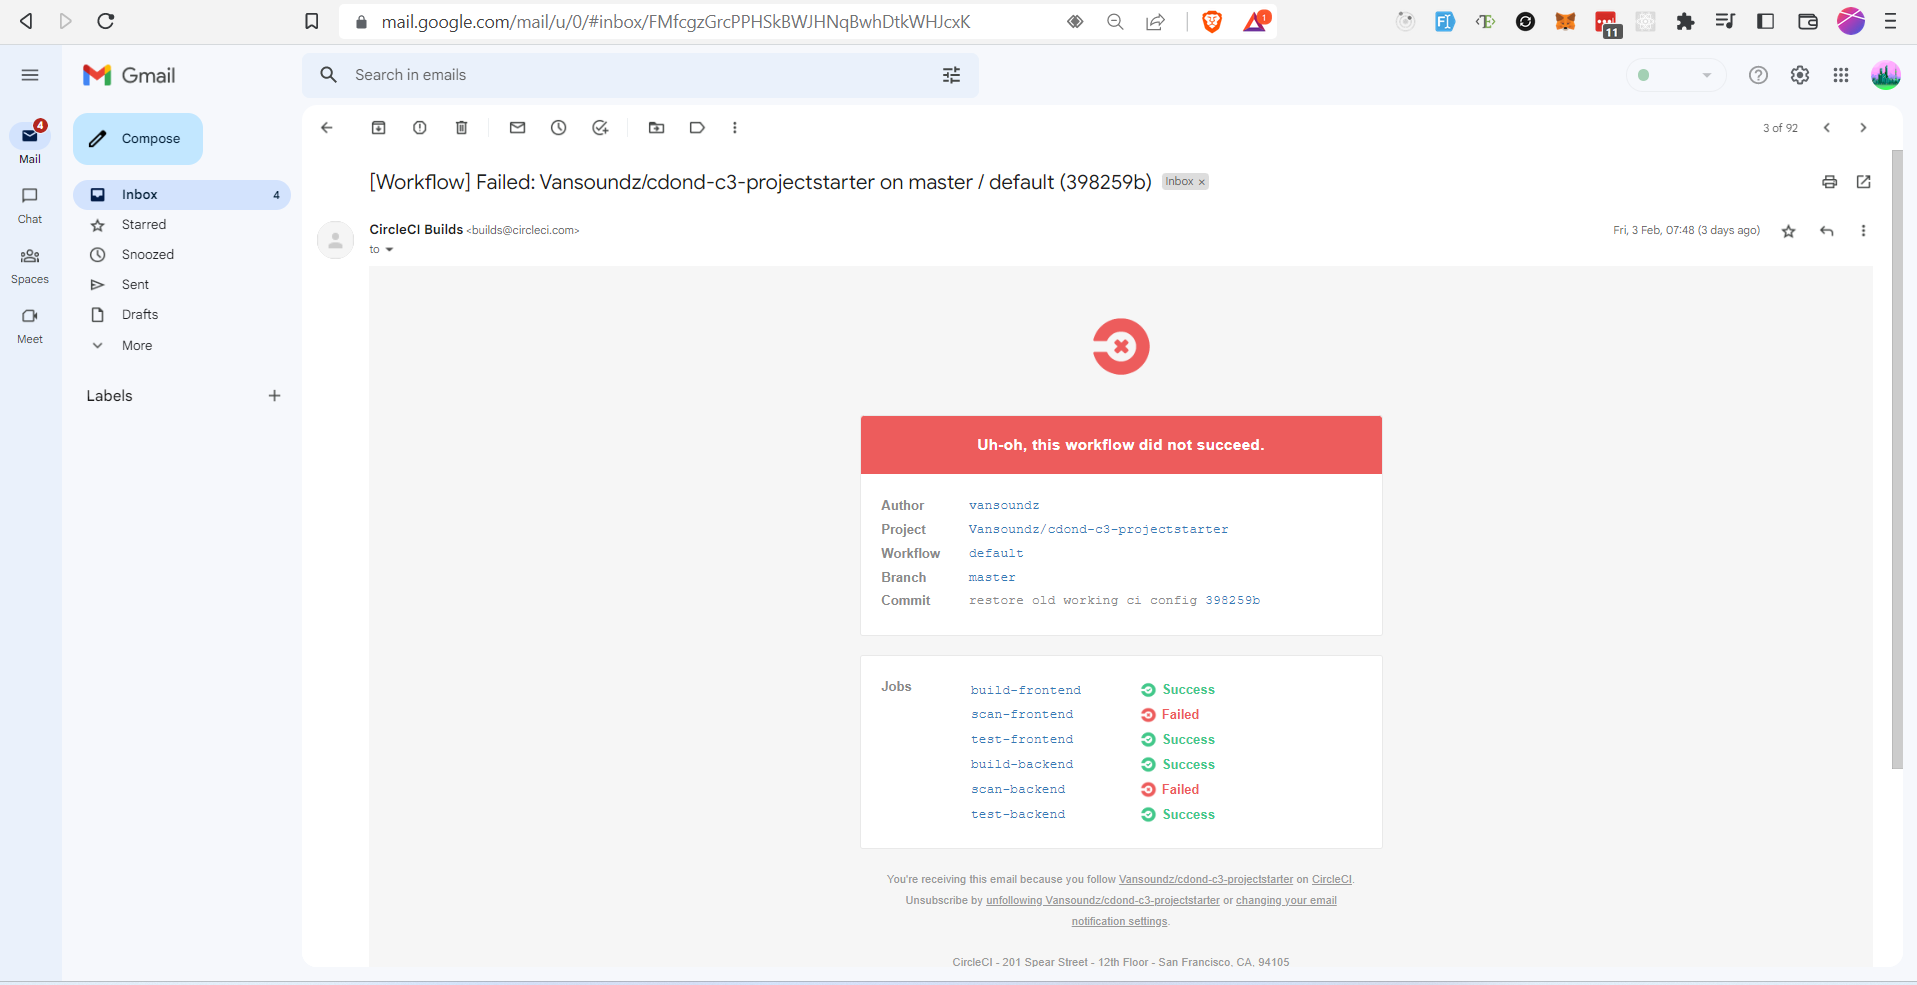 mail.google.com/mail/u/0/#inbox/FMfcgzGrcPPHSkBWJHNqBwhDtkWHJcxK
1
11
Gmail
Search in emails
4
Mail
Chat
Spaces
Meet
Compose
Inbox 4
Starred
Snoozed
Sent
Drafts
More
Labels
3 of 92
[Workflow] Failed: Vansoundz/cdond-c3-projectstarter on master / default (398259b) Inbox x
CircleCI Builds <builds@circleci.com>
Fri, 3 Feb, 07:48 (3 days ago)
to
Uh-oh, this workflow did not succeed.
Author vansoundz
Project Vansoundz/cdond-c3-projectstarter
Workflow default
Branch master
Commit restore old working ci config 398259b
Jobs
build-frontend Success
scan-frontend Failed
test-frontend Success
build-backend Success
scan-backend Failed
test-backend Success
You're receiving this email because you follow Vansoundz/cdond-c3-projectstarter on CircleCI.
Unsubscribe by unfollowing Vansoundz/cdond-c3-projectstarter or changing your email
notification settings.
CircleCI - 201 Spear Street - 12th Floor - San Francisco, CA, 94105